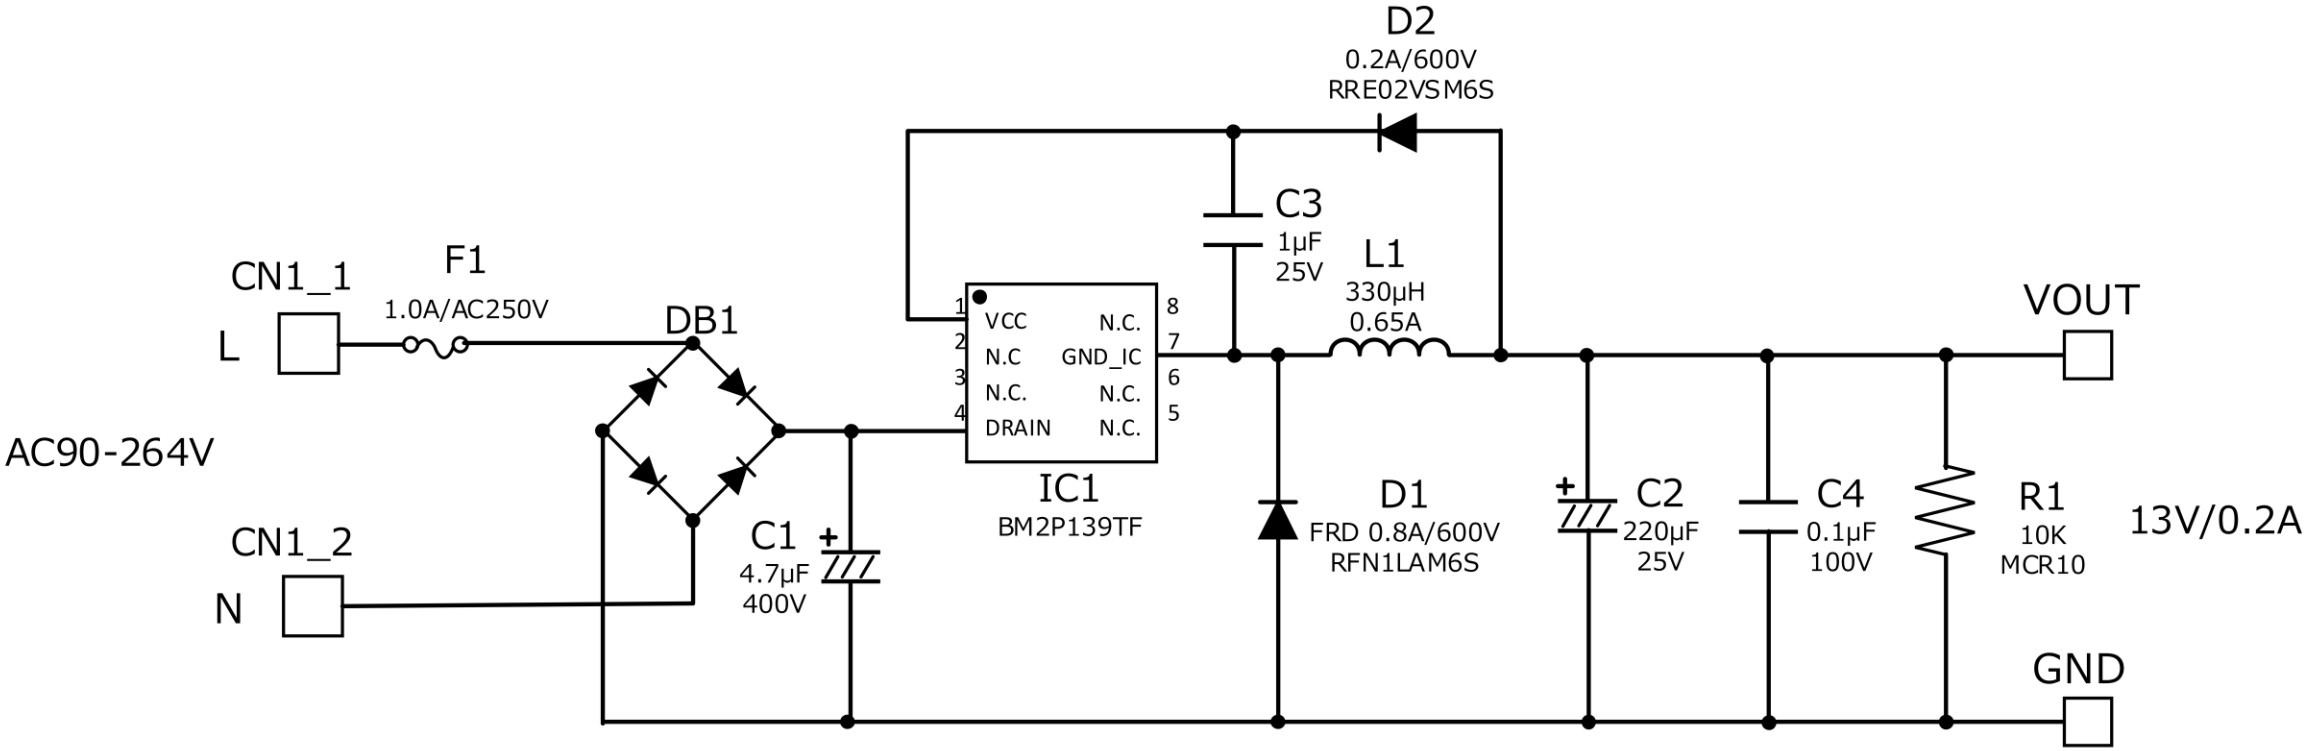 D2
0.2A/600V
RRE02VSM6S
C3
1µF
25V
L1
330µH
0.65A
CN1_1
F1
1.0A/AC250V
L
DB1
1
VCC
N.C.
8
2
N.C
GND_IC
7
3
N.C.
N.C.
6
4
DRAIN
N.C.
5
IC1
BM2P139TF
VOUT
AC90-264V
CN1_2
N
C1
+
4.7µF
400V
D1
FRD 0.8A/600V
RFN1LAM6S
+
C2
220µF
25V
C4
0.1µF
100V
R1
10K
MCR10
13V/0.2A
GND